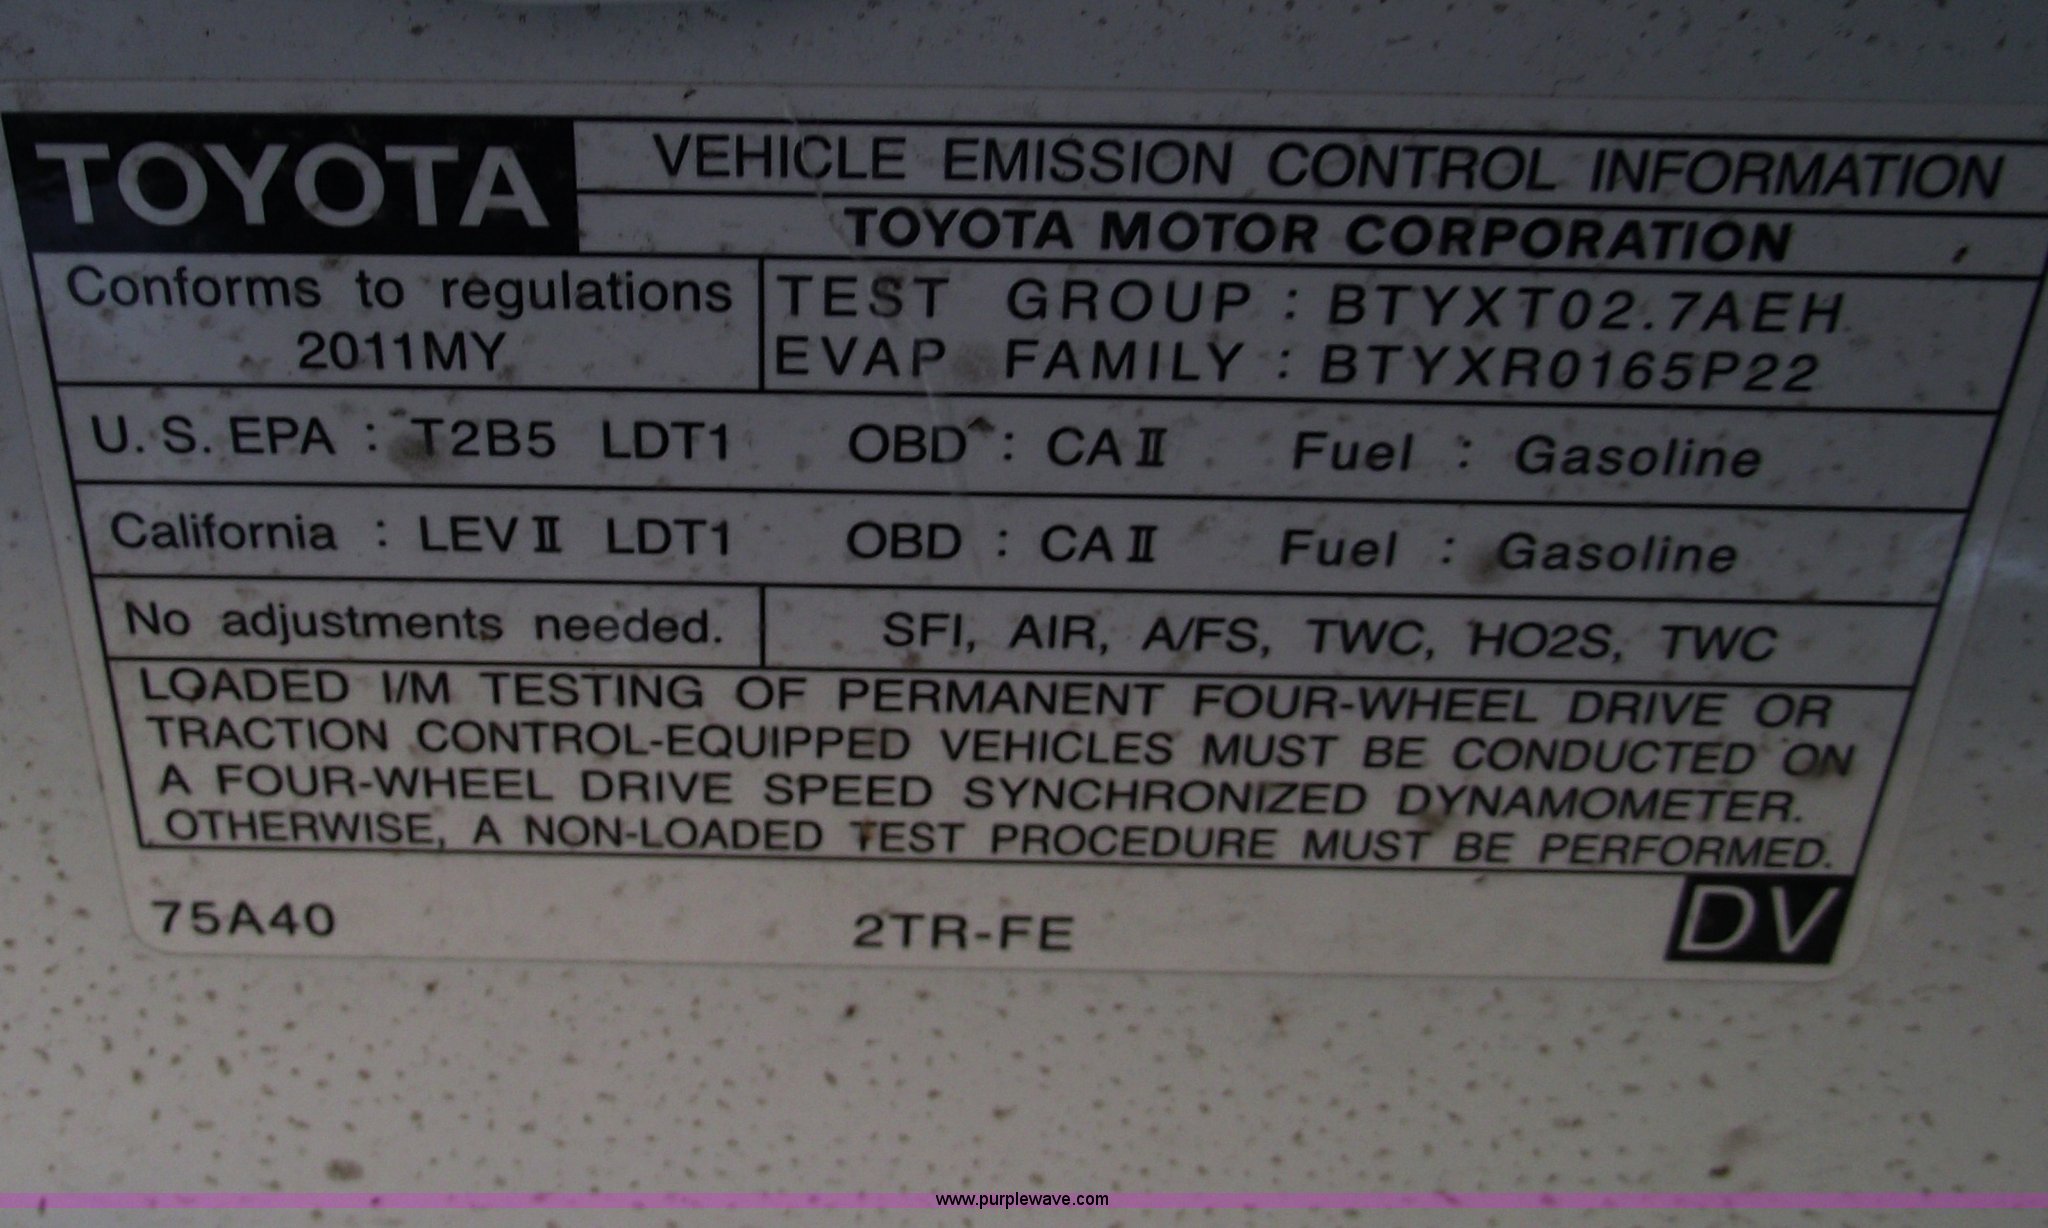 TOYOTA
VEHICLE EMISSION CONTROL INFORMATION
TOYOTA MOTOR CORPORATION
Conforms to regulations
2011MY
TEST GROUP : BTYXT02.7AEH
EVAP FAMILY : BTYXR0165P22
U. S. EPA : T2B5 LDT1 OBD : CAⅡ Fuel : Gasoline
California : LEVⅡ LDT1 OBD : CAⅡ Fuel : Gasoline
No adjustments needed.
SFI, AIR, A/FS, TWC, HO2S, TWC
LOADED I/M TESTING OF PERMANENT FOUR-WHEEL DRIVE OR
TRACTION CONTROL-EQUIPPED VEHICLES MUST BE CONDUCTED ON
A FOUR-WHEEL DRIVE SPEED SYNCHRONIZED DYNAMOMETER.
OTHERWISE, A NON-LOADED TEST PROCEDURE MUST BE PERFORMED.
75A40 2TR-FE DV
www.purplewave.com